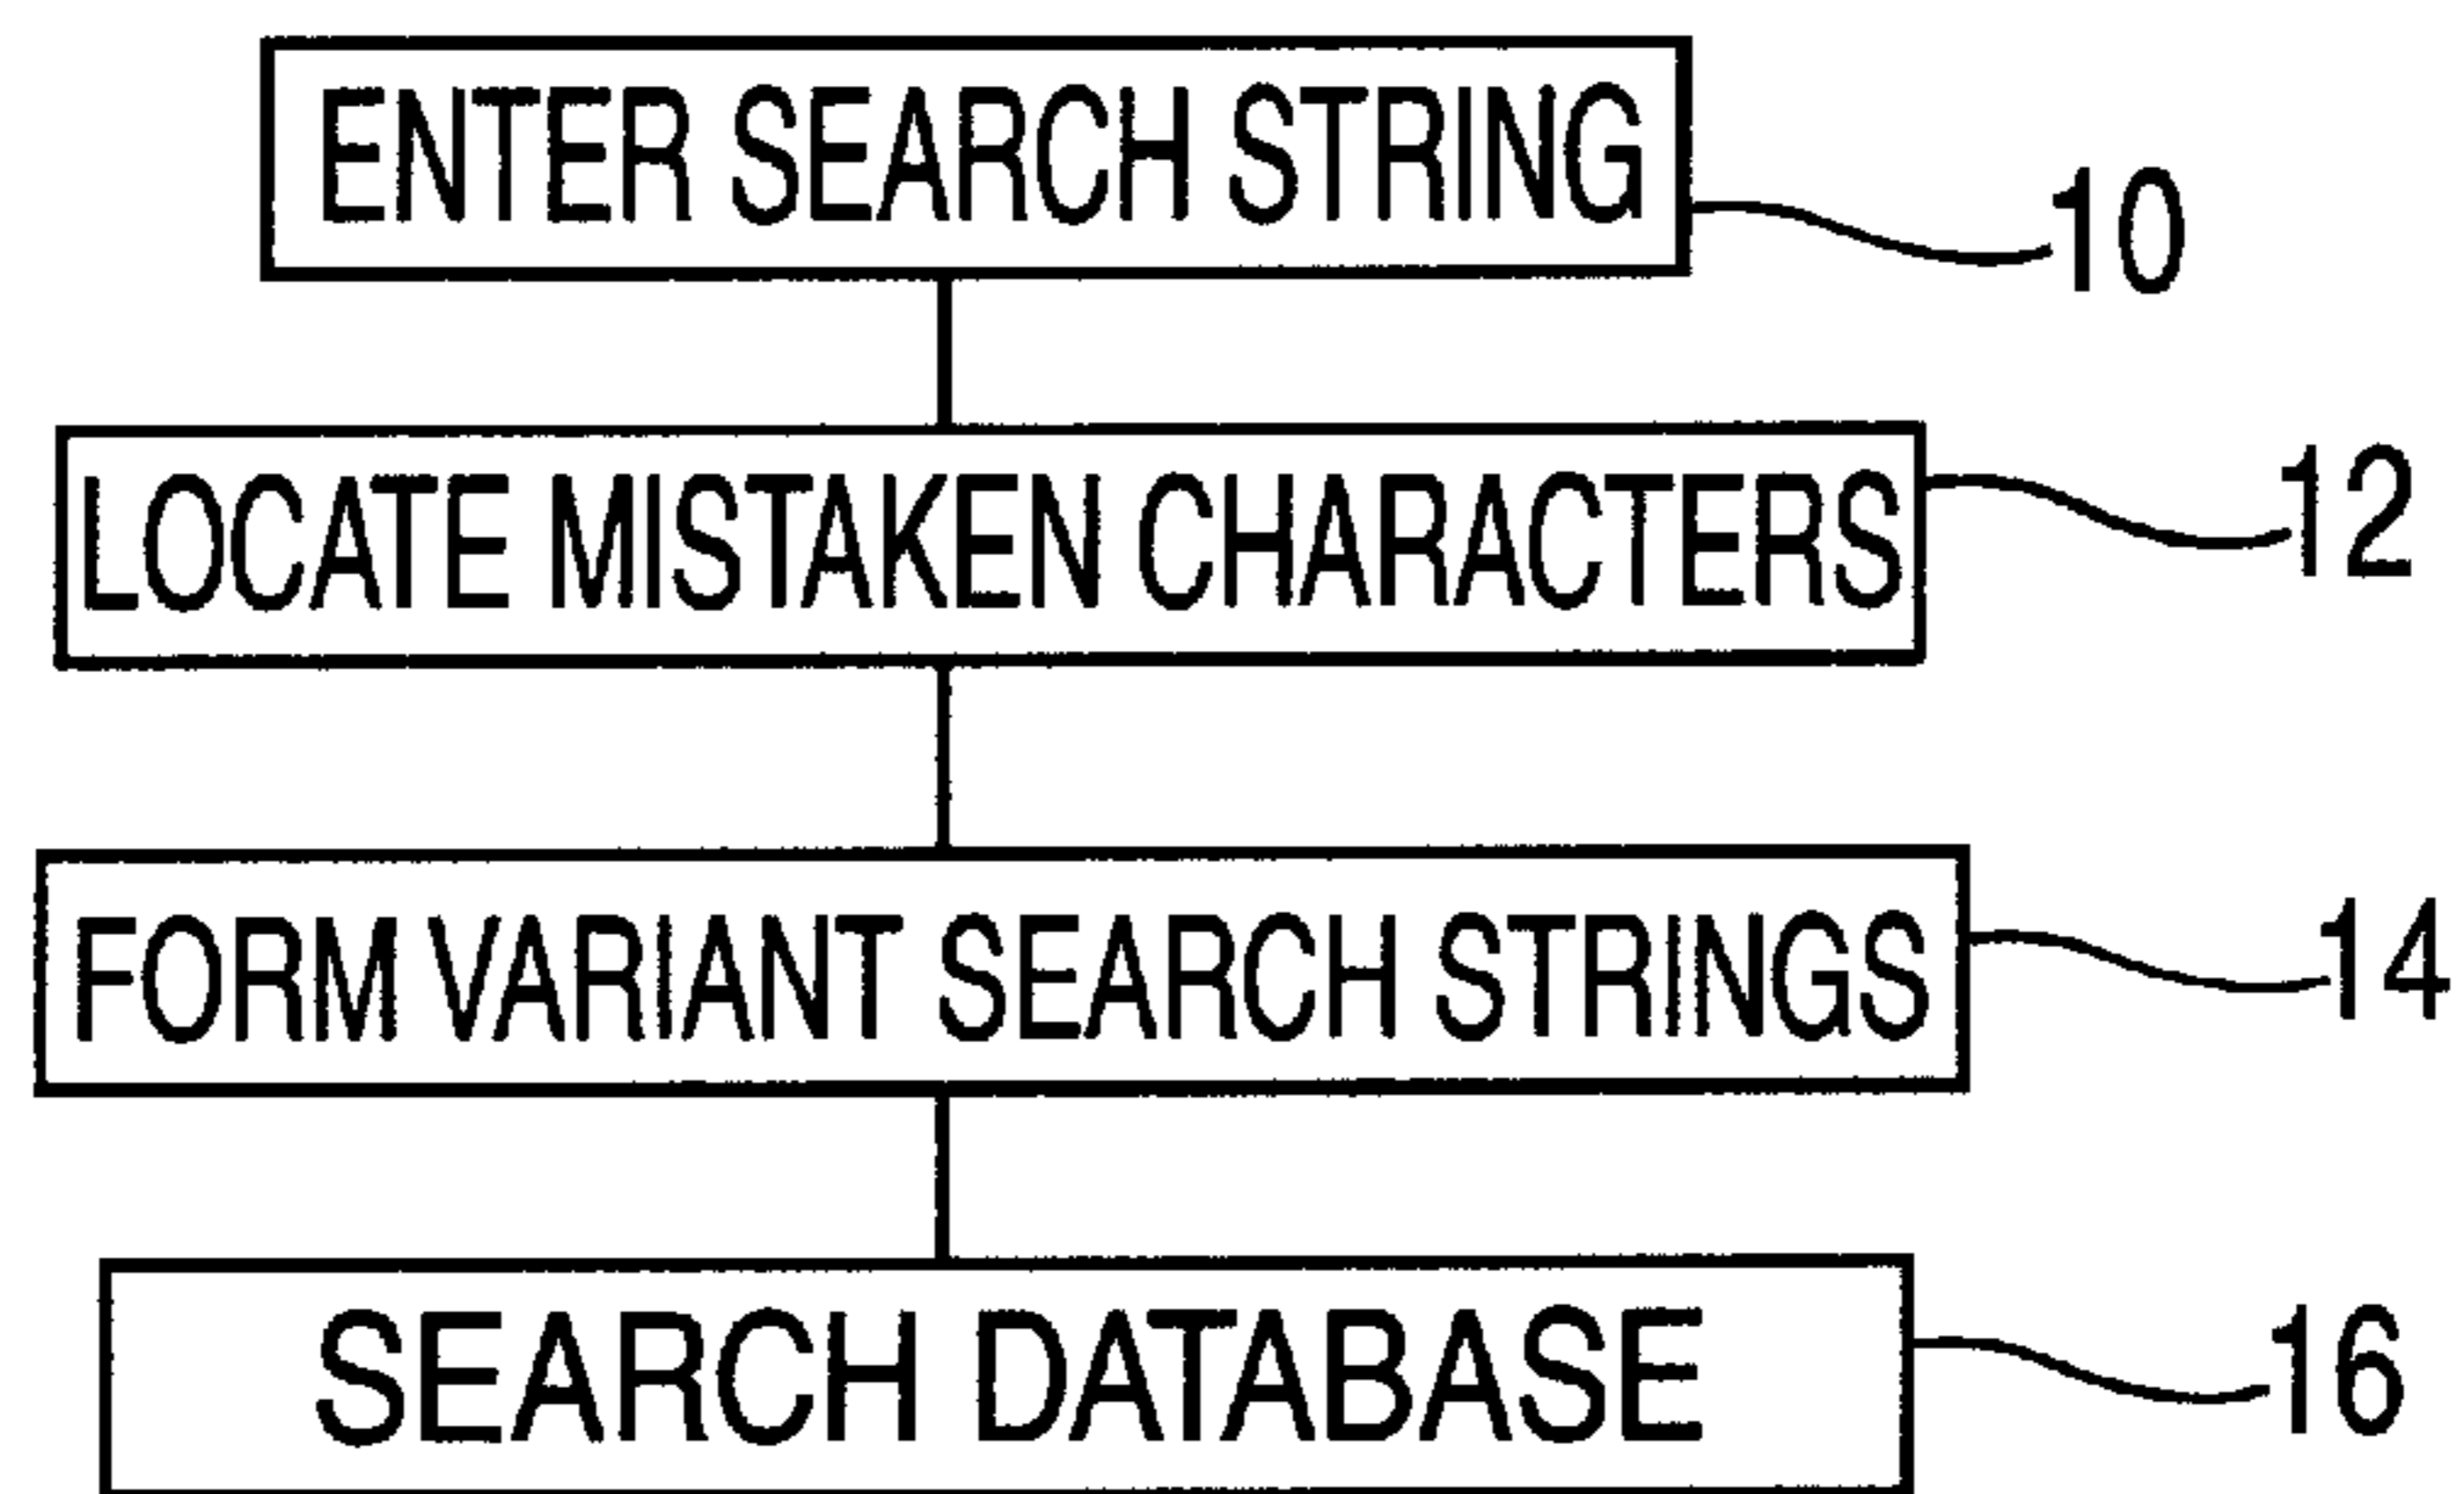 ENTER SEARCH STRING
10
LOCATE MISTAKEN CHARACTERS
12
FORM VARIANT SEARCH STRINGS
14
SEARCH DATABASE
16